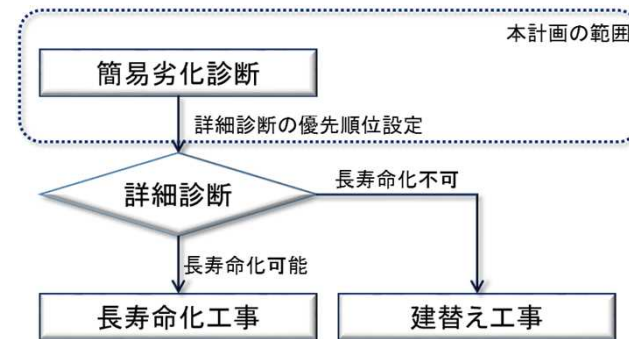 本計画の範囲
簡易劣化診断
詳細診断の優先順位設定
詳細診断
長寿命化不可
長寿命化可能
長寿命化工事
建替え工事